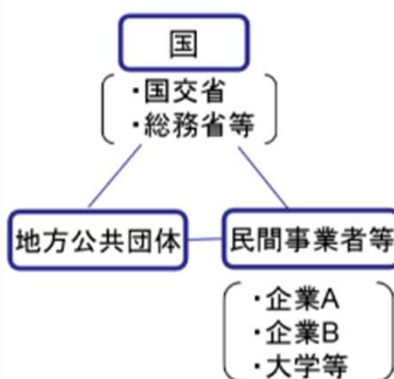 国
・国交省
・総務省等
地方公共団体
民間事業者等
・企業A
・企業B
・大学等